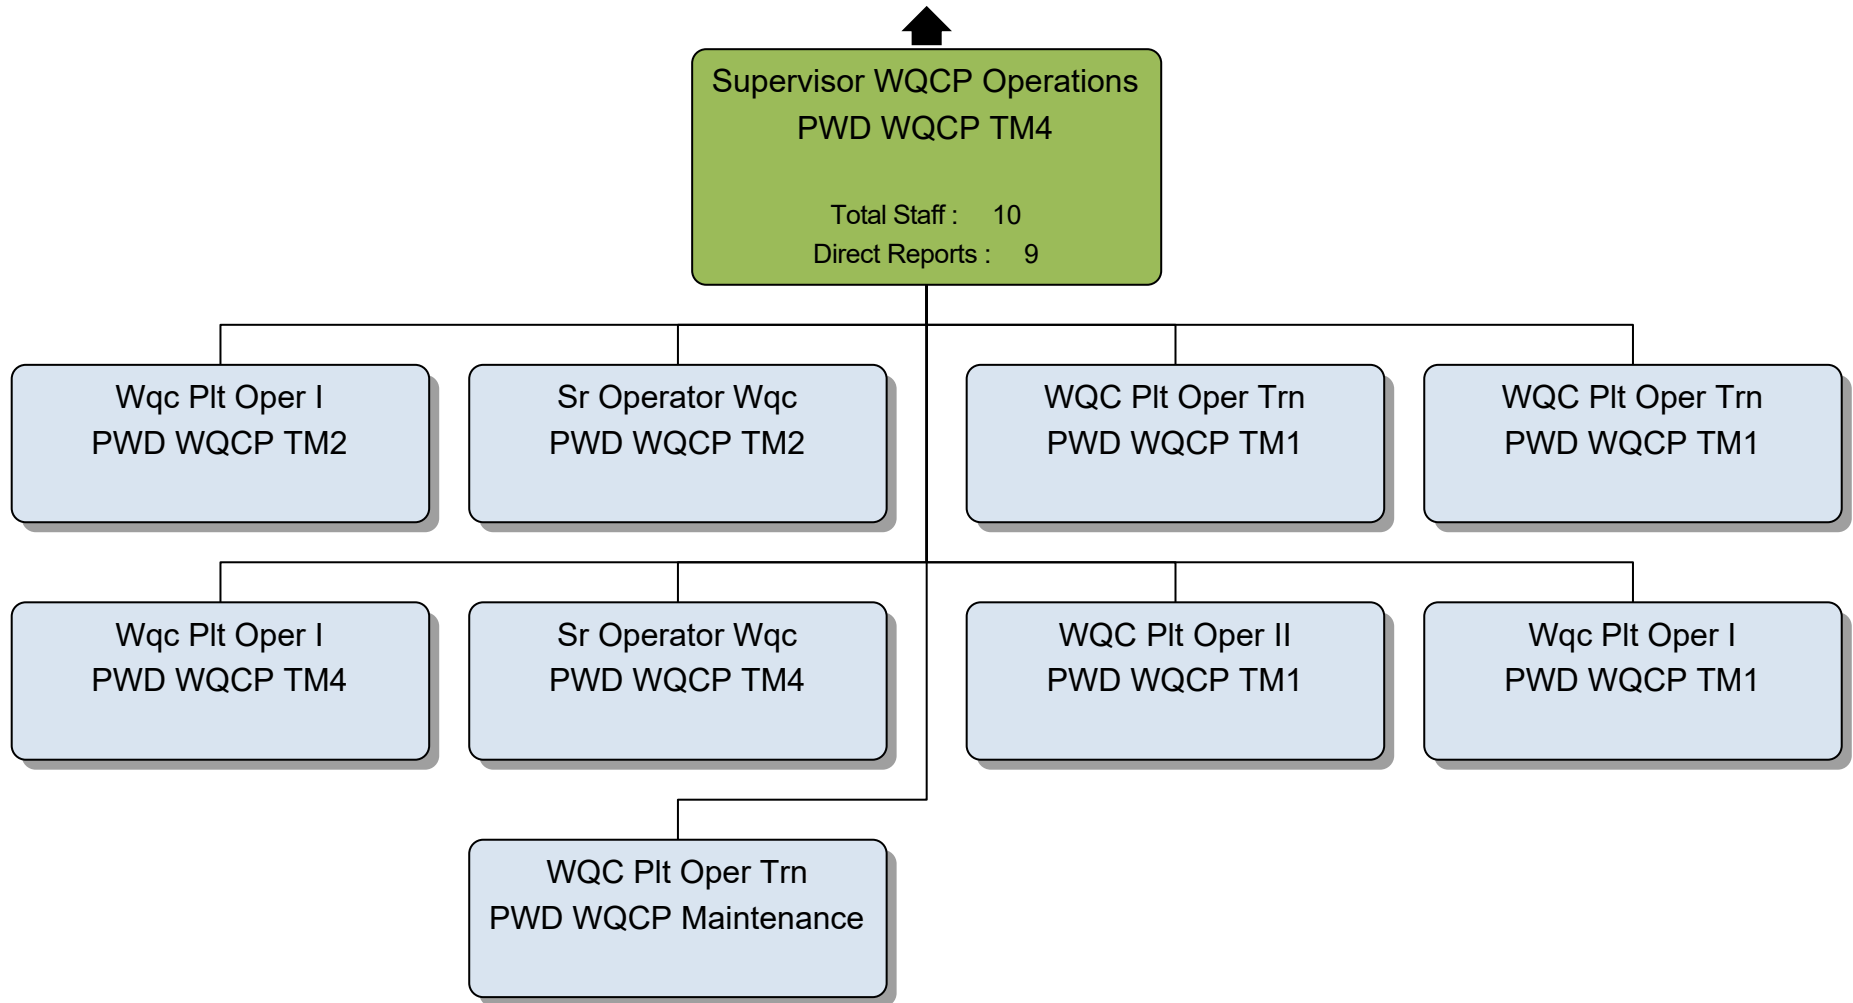 Supervisor WQCP Operations
PWD WQCP TM4
Total Staff : 10
Direct Reports : 9
Wqc Plt Oper I
PWD WQCP TM2
Sr Operator Wqc
PWD WQCP TM2
WQC Plt Oper Trn
PWD WQCP TM1
WQC Plt Oper Trn
PWD WQCP TM1
Wqc Plt Oper I
PWD WQCP TM4
Sr Operator Wqc
PWD WQCP TM4
WQC Plt Oper II
PWD WQCP TM1
Wqc Plt Oper I
PWD WQCP TM1
WQC Plt Oper Trn
PWD WQCP Maintenance